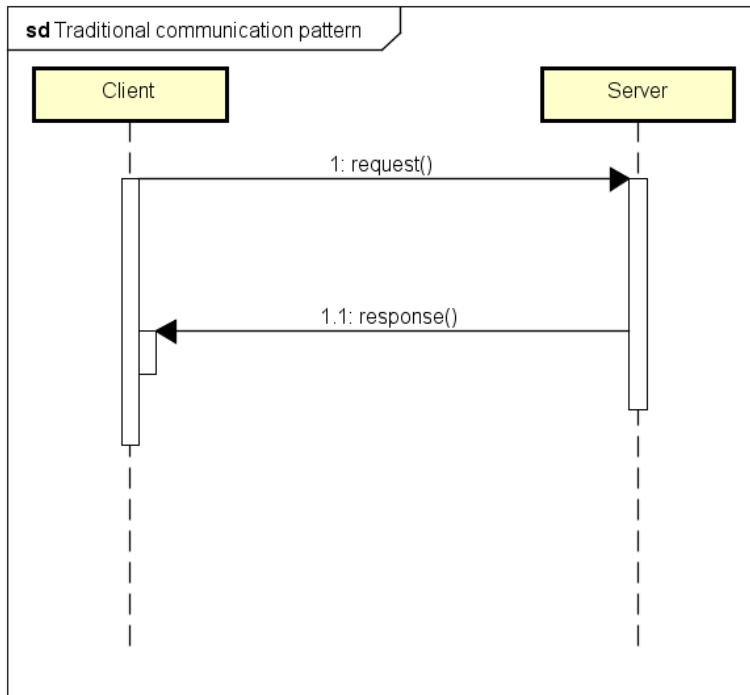 sd Traditional communication pattern
Client
Server
1: request()
1.1: response()